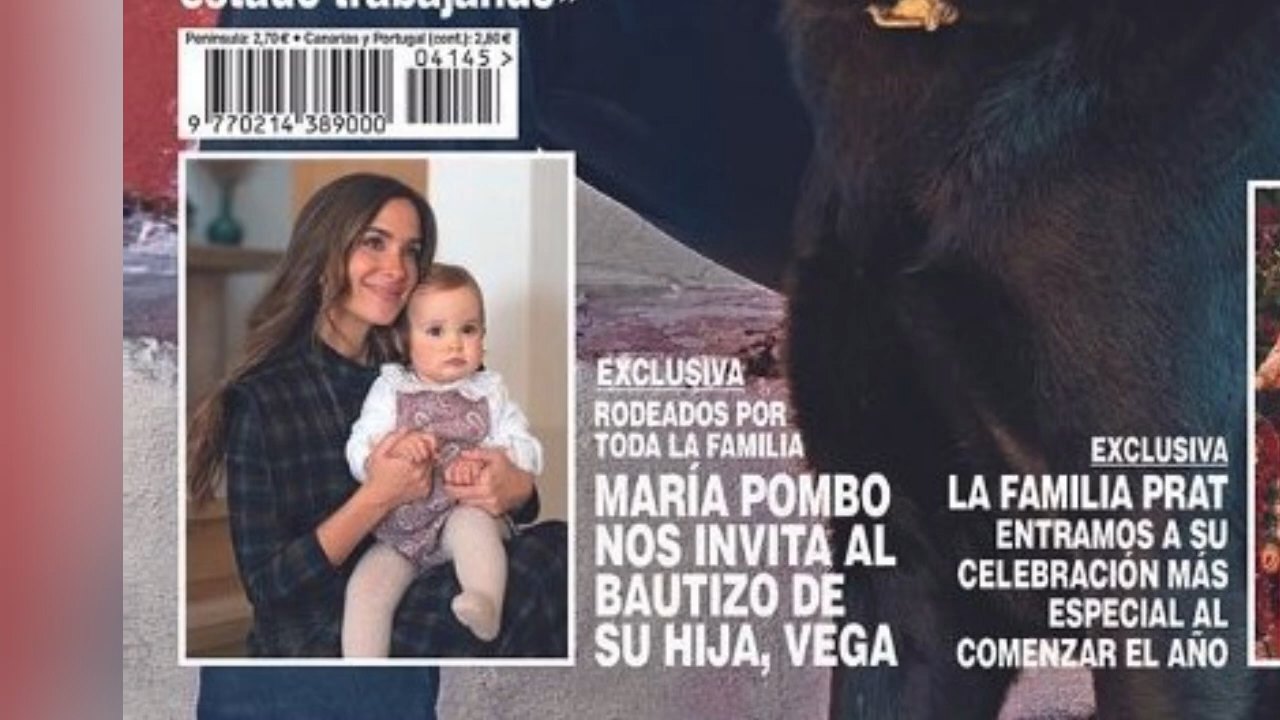 estado trabajando»
Península: 2,70 € • Canarias y Portugal (cont.): 2,80 €
04145 >
9 770214 389000
EXCLUSIVA
RODEADOS POR
TODA LA FAMILIA
MARÍA POMBO
NOS INVITA AL
BAUTIZO DE
SU HIJA, VEGA
EXCLUSIVA
LA FAMILIA PRAT
ENTRAMOS A SU
CELEBRACIÓN MÁS
ESPECIAL AL
COMENZAR EL AÑO